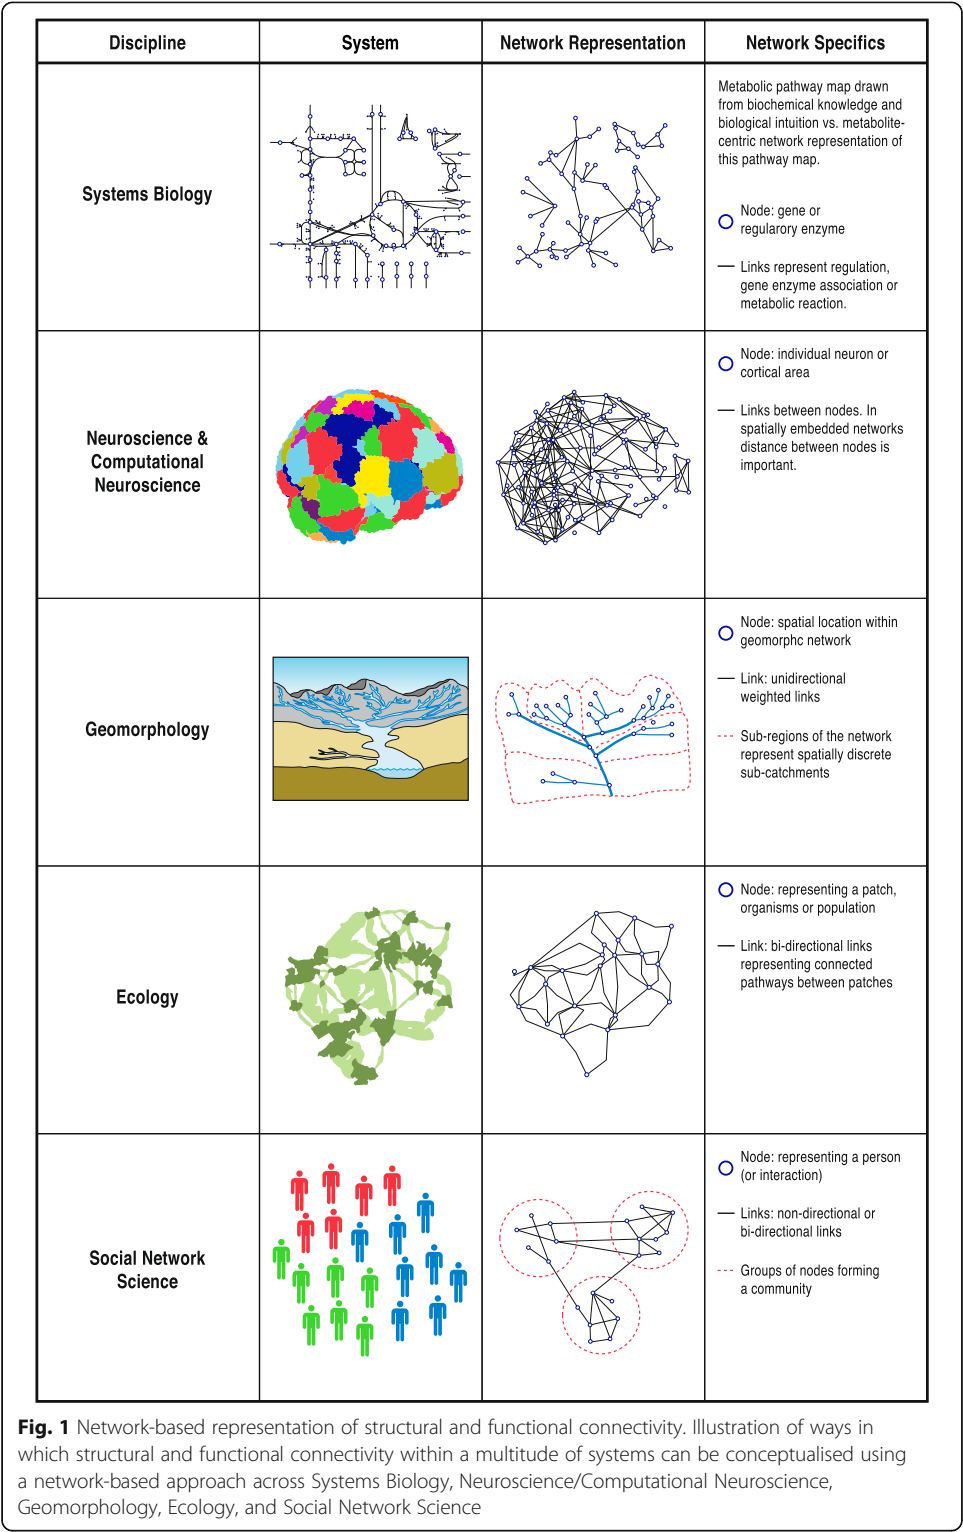 Discipline
System
Network Representation
Network Specifics
Systems Biology
Metabolic pathway map drawn
from biochemical knowledge and
biological intuition vs. metabolite-
centric network representation of
this pathway map.
Node: gene or
regularory enzyme
Links represent regulation,
gene enzyme association or
metabolic reaction.
Neuroscience &
Computational
Neuroscience
Node: individual neuron or
cortical area
Links between nodes. In
spatially embedded networks
distance between nodes is
important.
Geomorphology
Node: spatial location within
geomorphc network
Link: unidirectional
weighted links
Sub-regions of the network
represent spatially discrete
sub-catchments
Ecology
Node: representing a patch,
organisms or population
Link: bi-directional links
representing connected
pathways between patches
Social Network
Science
Node: representing a person
(or interaction)
Links: non-directional or
bi-directional links
Groups of nodes forming
a community
Fig. 1 Network-based representation of structural and functional connectivity. Illustration of ways in
which structural and functional connectivity within a multitude of systems can be conceptualised using
a network-based approach across Systems Biology, Neuroscience/Computational Neuroscience,
Geomorphology, Ecology, and Social Network Science